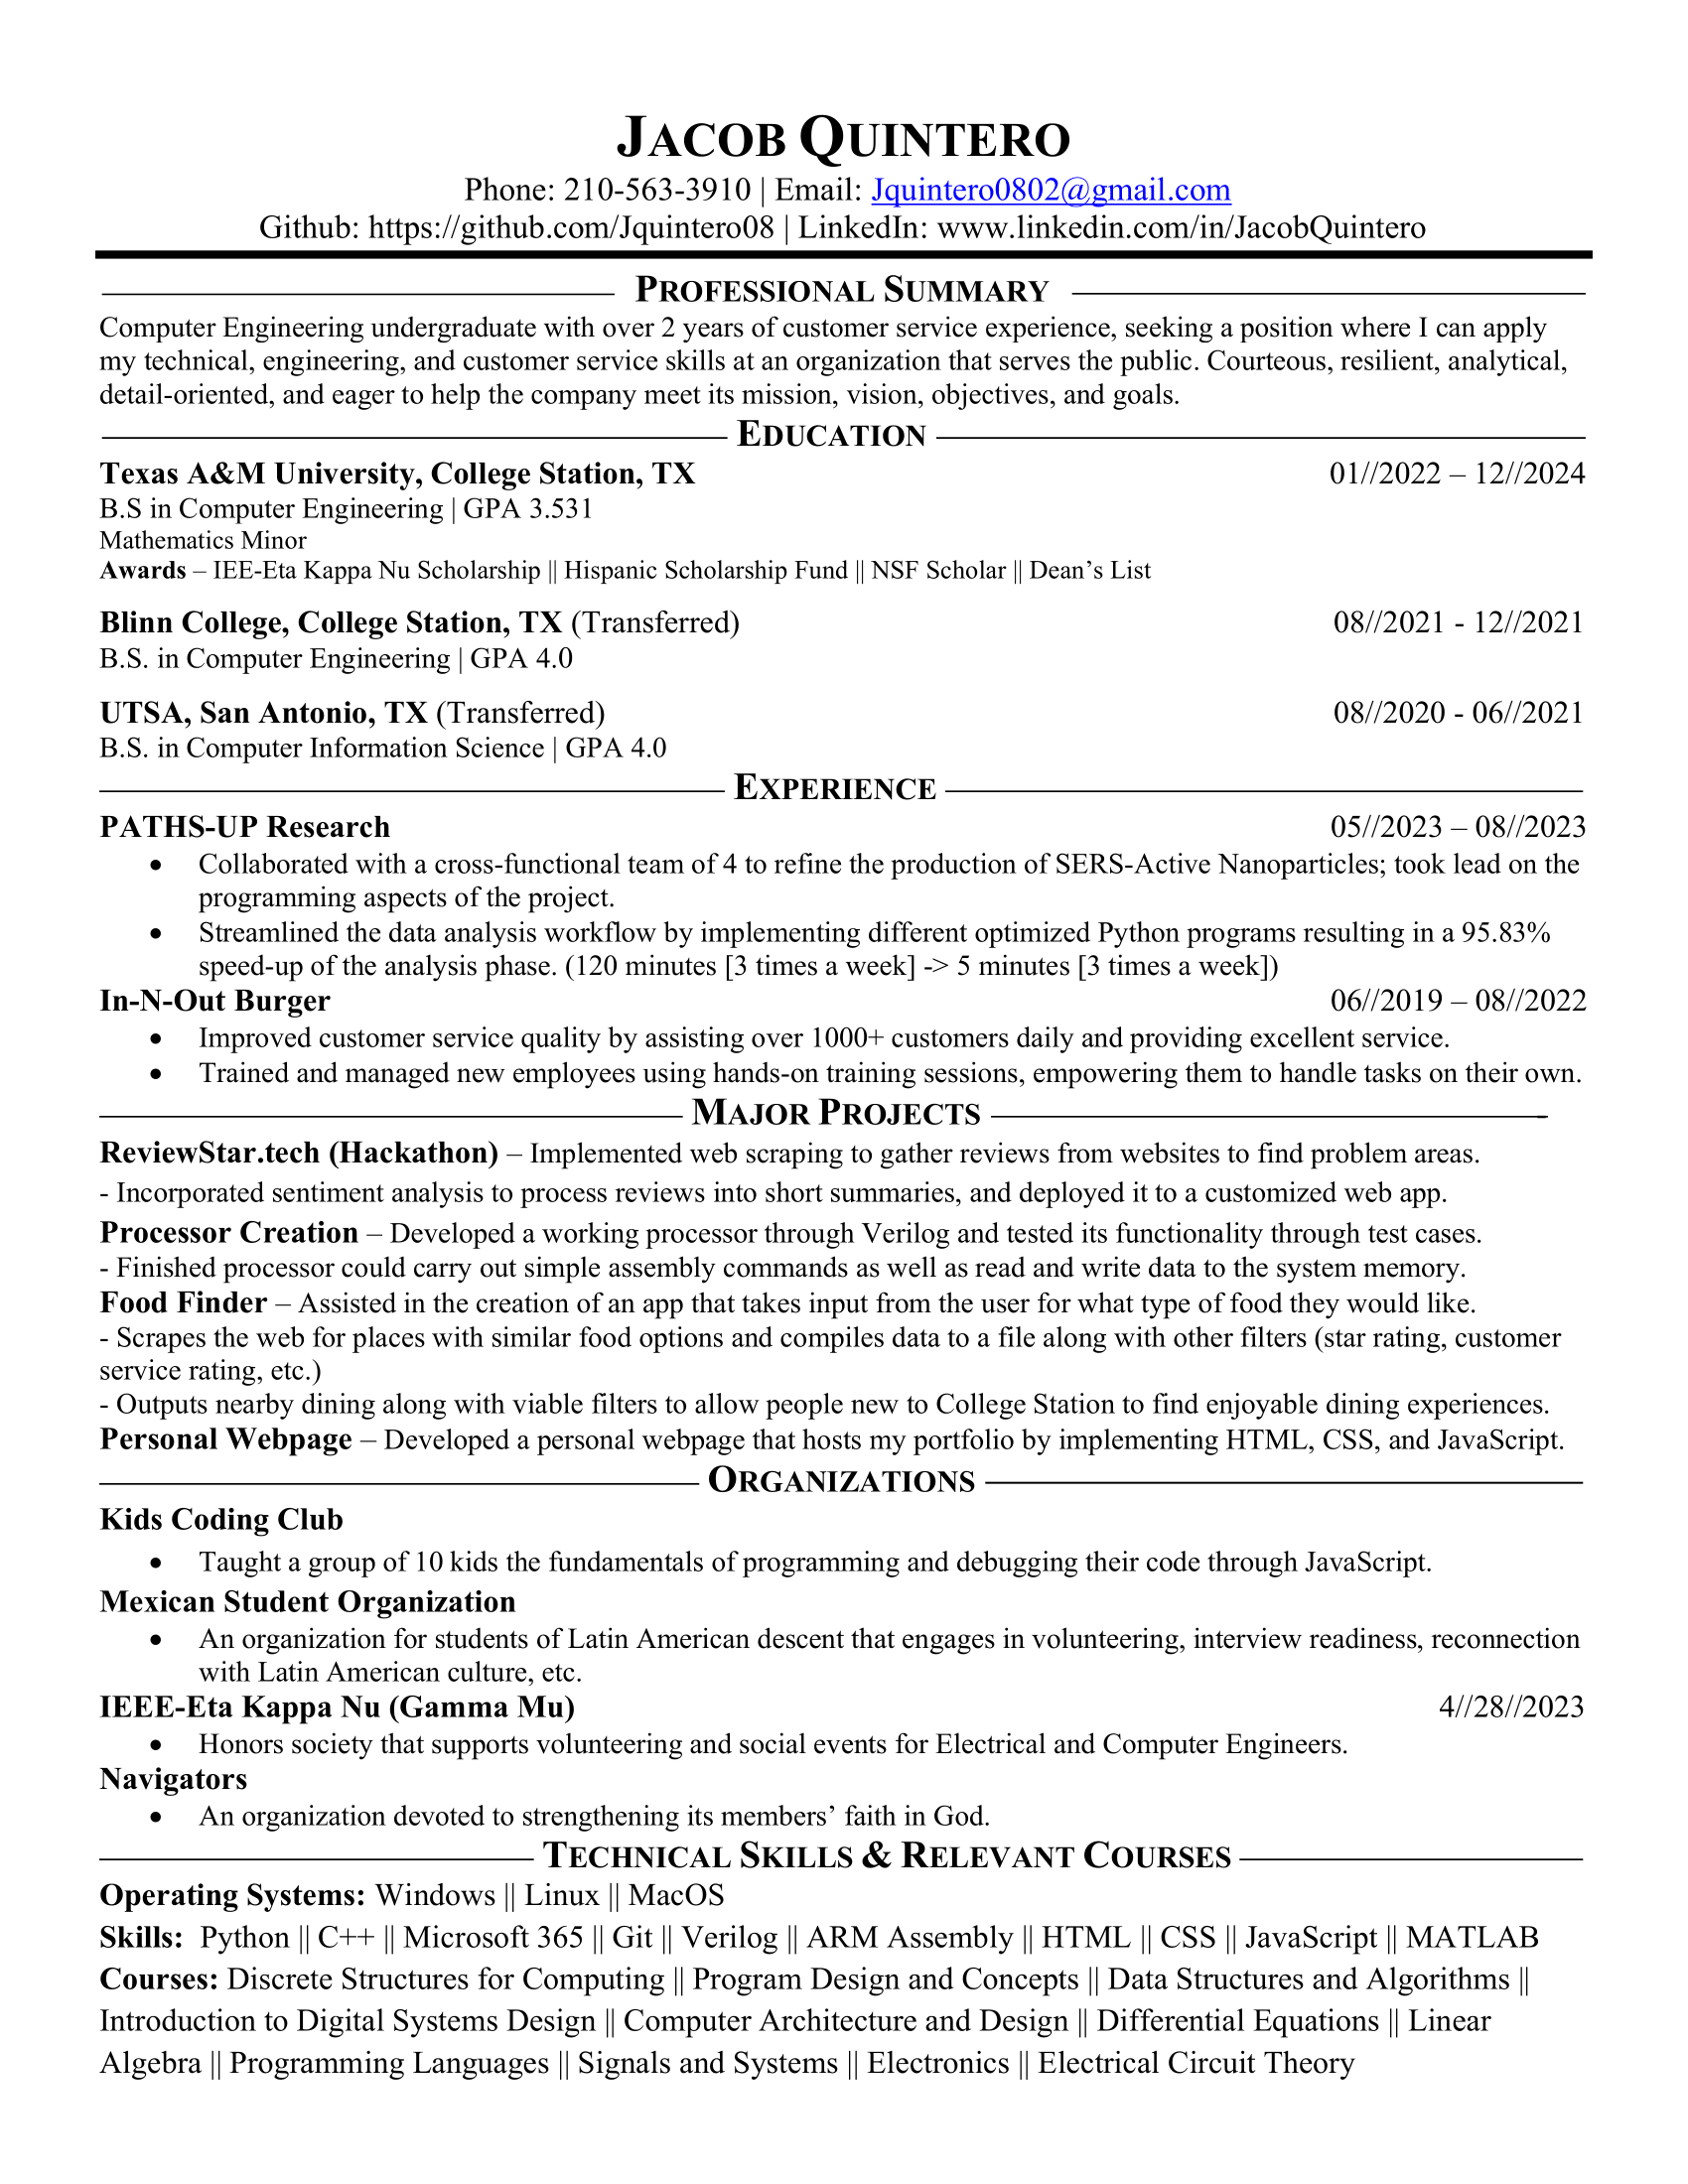 JACOB QUINTERO
Phone: 210-563-3910 | Email: Jquintero0802@gmail.com
Github: https://github.com/Jquintero08 | LinkedIn: www.linkedin.com/in/JacobQuintero
PROFESSIONAL SUMMARY
Computer Engineering undergraduate with over 2 years of customer service experience, seeking a position where I can apply
my technical, engineering, and customer service skills at an organization that serves the public. Courteous, resilient, analytical,
detail-oriented, and eager to help the company meet its mission, vision, objectives, and goals.
EDUCATION
Texas A&M University, College Station, TX 01//2022 – 12//2024
B.S in Computer Engineering | GPA 3.531
Mathematics Minor
Awards – IEE-Eta Kappa Nu Scholarship || Hispanic Scholarship Fund || NSF Scholar || Dean’s List
Blinn College, College Station, TX (Transferred) 08//2021 - 12//2021
B.S. in Computer Engineering | GPA 4.0
UTSA, San Antonio, TX (Transferred) 08//2020 - 06//2021
B.S. in Computer Information Science | GPA 4.0
EXPERIENCE
PATHS-UP Research 05//2023 – 08//2023
• Collaborated with a cross-functional team of 4 to refine the production of SERS-Active Nanoparticles; took lead on the
programming aspects of the project.
• Streamlined the data analysis workflow by implementing different optimized Python programs resulting in a 95.83%
speed-up of the analysis phase. (120 minutes [3 times a week] -> 5 minutes [3 times a week])
In-N-Out Burger 06//2019 – 08//2022
• Improved customer service quality by assisting over 1000+ customers daily and providing excellent service.
• Trained and managed new employees using hands-on training sessions, empowering them to handle tasks on their own.
MAJOR PROJECTS
ReviewStar.tech (Hackathon) – Implemented web scraping to gather reviews from websites to find problem areas.
- Incorporated sentiment analysis to process reviews into short summaries, and deployed it to a customized web app.
Processor Creation – Developed a working processor through Verilog and tested its functionality through test cases.
- Finished processor could carry out simple assembly commands as well as read and write data to the system memory.
Food Finder – Assisted in the creation of an app that takes input from the user for what type of food they would like.
- Scrapes the web for places with similar food options and compiles data to a file along with other filters (star rating, customer
service rating, etc.)
- Outputs nearby dining along with viable filters to allow people new to College Station to find enjoyable dining experiences.
Personal Webpage – Developed a personal webpage that hosts my portfolio by implementing HTML, CSS, and JavaScript.
ORGANIZATIONS
Kids Coding Club
• Taught a group of 10 kids the fundamentals of programming and debugging their code through JavaScript.
Mexican Student Organization
• An organization for students of Latin American descent that engages in volunteering, interview readiness, reconnection
with Latin American culture, etc.
IEEE-Eta Kappa Nu (Gamma Mu) 4//28//2023
• Honors society that supports volunteering and social events for Electrical and Computer Engineers.
Navigators
• An organization devoted to strengthening its members’ faith in God.
TECHNICAL SKILLS & RELEVANT COURSES
Operating Systems: Windows || Linux || MacOS
Skills: Python || C++ || Microsoft 365 || Git || Verilog || ARM Assembly || HTML || CSS || JavaScript || MATLAB
Courses: Discrete Structures for Computing || Program Design and Concepts || Data Structures and Algorithms ||
Introduction to Digital Systems Design || Computer Architecture and Design || Differential Equations || Linear
Algebra || Programming Languages || Signals and Systems || Electronics || Electrical Circuit Theory